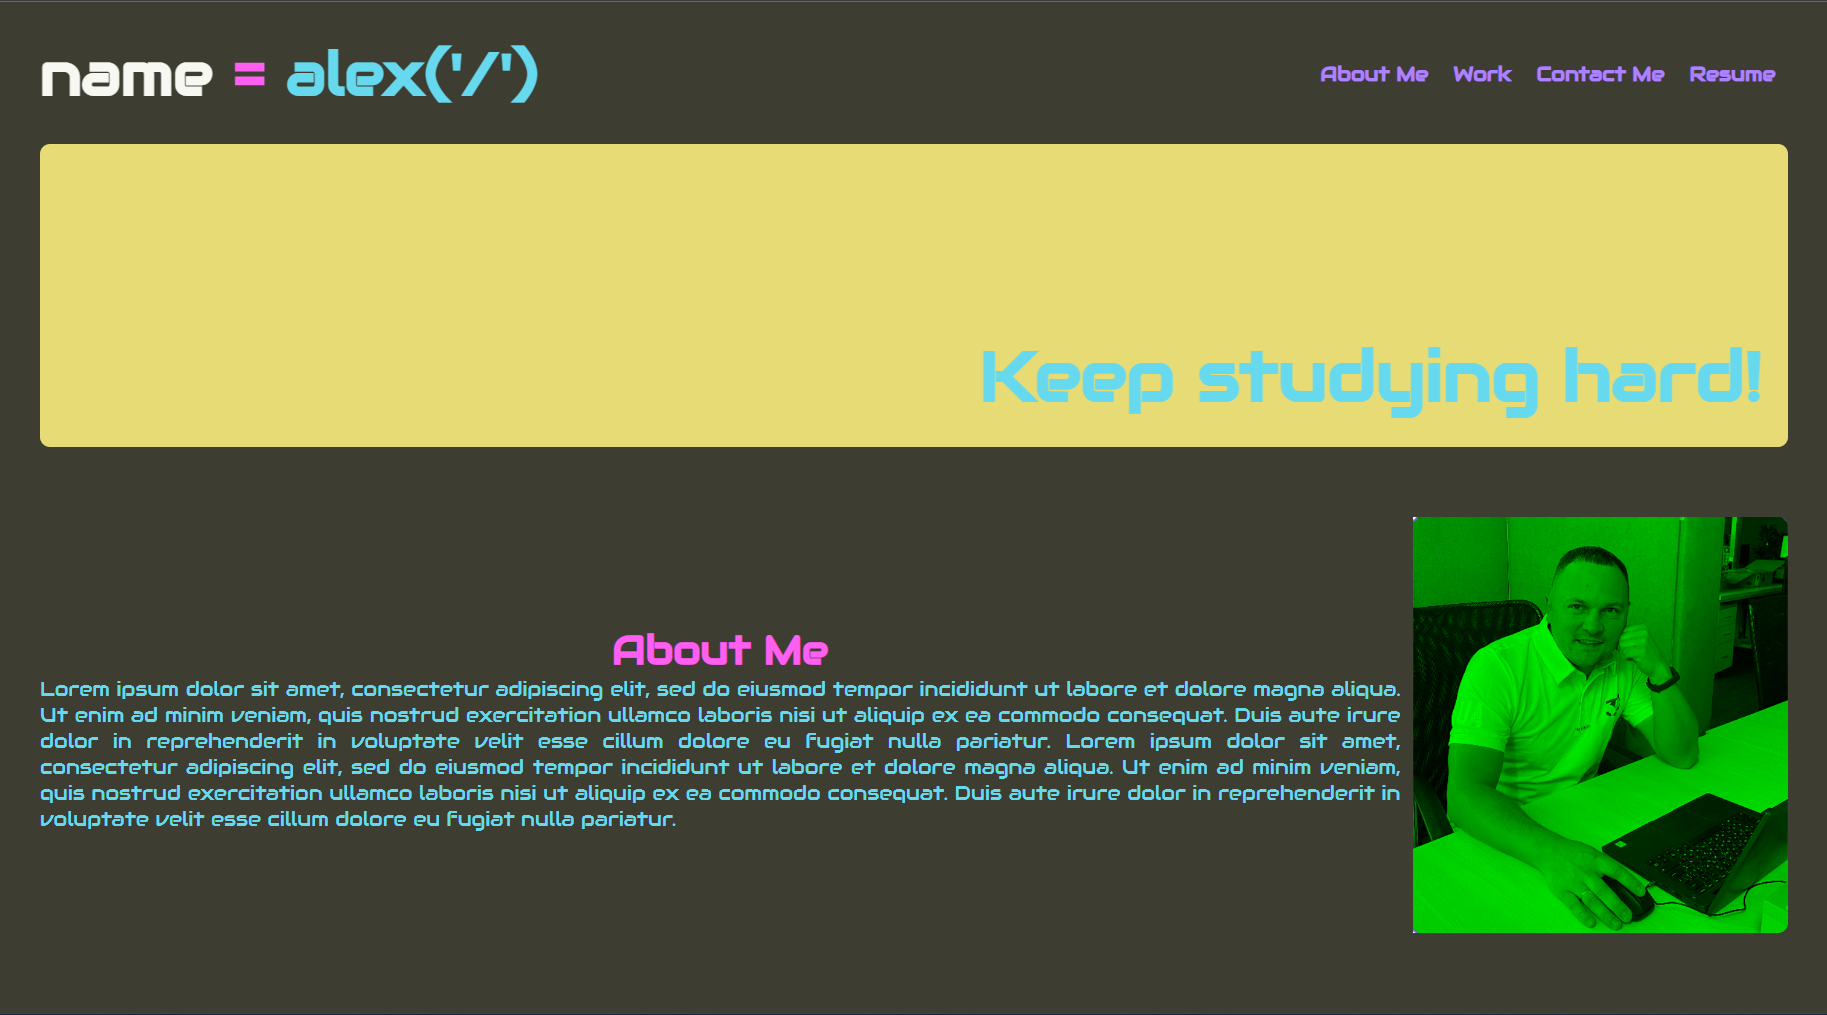 name = alex('/')
About Me Work Contact Me Resume
Keep studying hard!
About Me
Lorem ipsum dolor sit amet, consectetur adipiscing elit, sed do eiusmod tempor incididunt ut labore et dolore magna aliqua.
Ut enim ad minim veniam, quis nostrud exercitation ullamco laboris nisi ut aliquip ex ea commodo consequat. Duis aute irure
dolor in reprehenderit in voluptate velit esse cillum dolore eu fugiat nulla pariatur. Lorem ipsum dolor sit amet,
consectetur adipiscing elit, sed do eiusmod tempor incididunt ut labore et dolore magna aliqua. Ut enim ad minim veniam,
quis nostrud exercitation ullamco laboris nisi ut aliquip ex ea commodo consequat. Duis aute irure dolor in reprehenderit in
voluptate velit esse cillum dolore eu fugiat nulla pariatur.